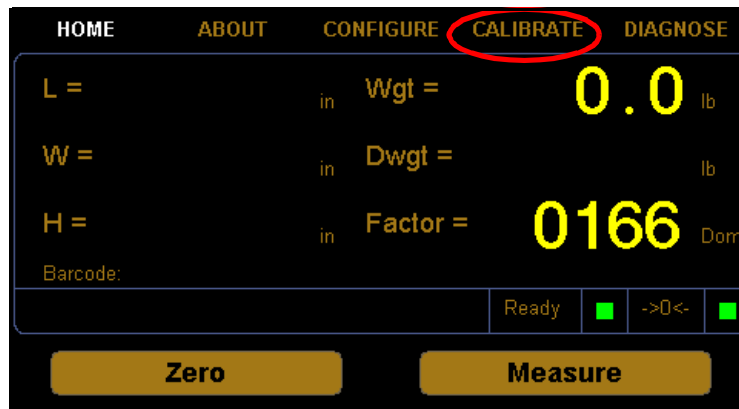 HOME ABOUT CONFIGURE CALIBRATE DIAGNOSE
L = in Wgt = 0.0 lb
W = in Dwgt = lb
H = in Factor = 0166 Dom
Barcode:
Ready ->0<-
Zero Measure